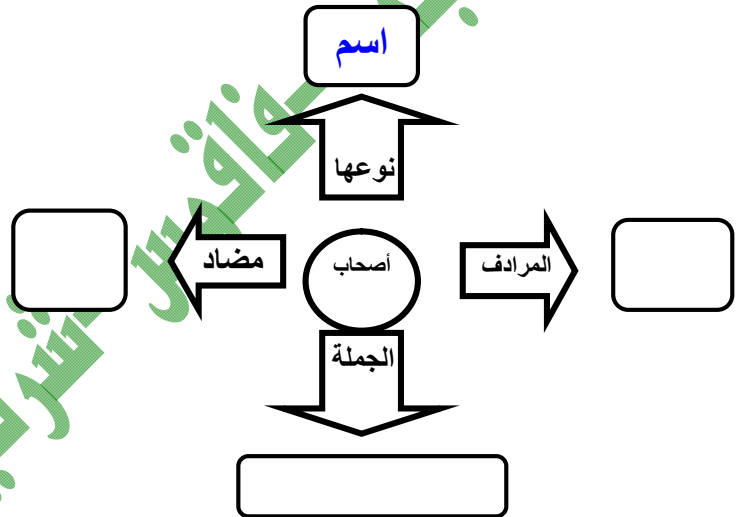 اسم
نوعها
المرادف
أصحاب
مضاد
الجملة